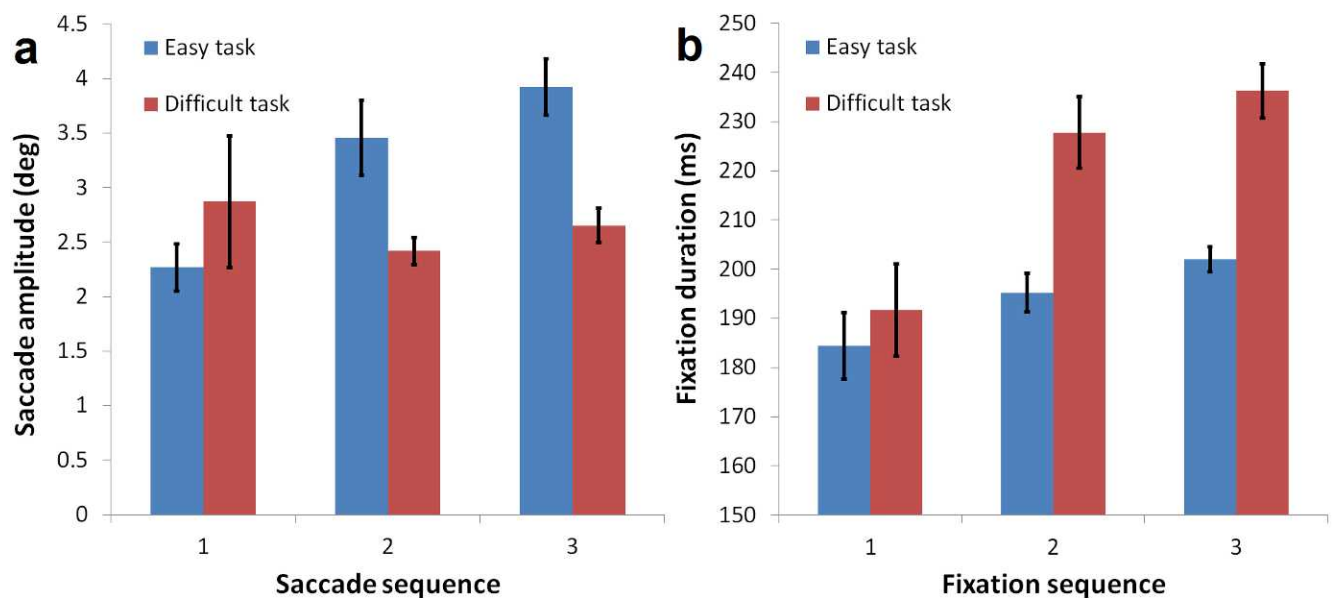 a
Easy task
Difficult task
Saccade amplitude (deg)
4.5
4
3.5
3
2.5
2
1.5
1
0.5
0
1 2 3
Saccade sequence
b
Easy task
Difficult task
Fixation duration (ms)
250
240
230
220
210
200
190
180
170
160
150
1 2 3
Fixation sequence